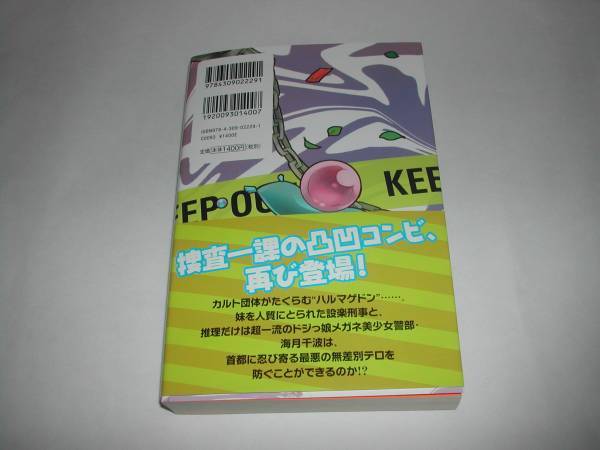 9784309022291
1920093014007
ISBN978-4-309-02229-1
C0093 ¥1400E
定価 本体1400円(税別)
EEP OU
KEE
捜査一課の凸凹コンビ、
再び登場!
カルト団体がたくらむ"ハルマゲドン"……。
妹を人質にとられた設楽刑事と、
推理だけは超一流のドジっ娘メガネ美少女警部・
海月千波は、
首都に忍び寄る最悪の無差別テロを
防ぐことができるのか!?